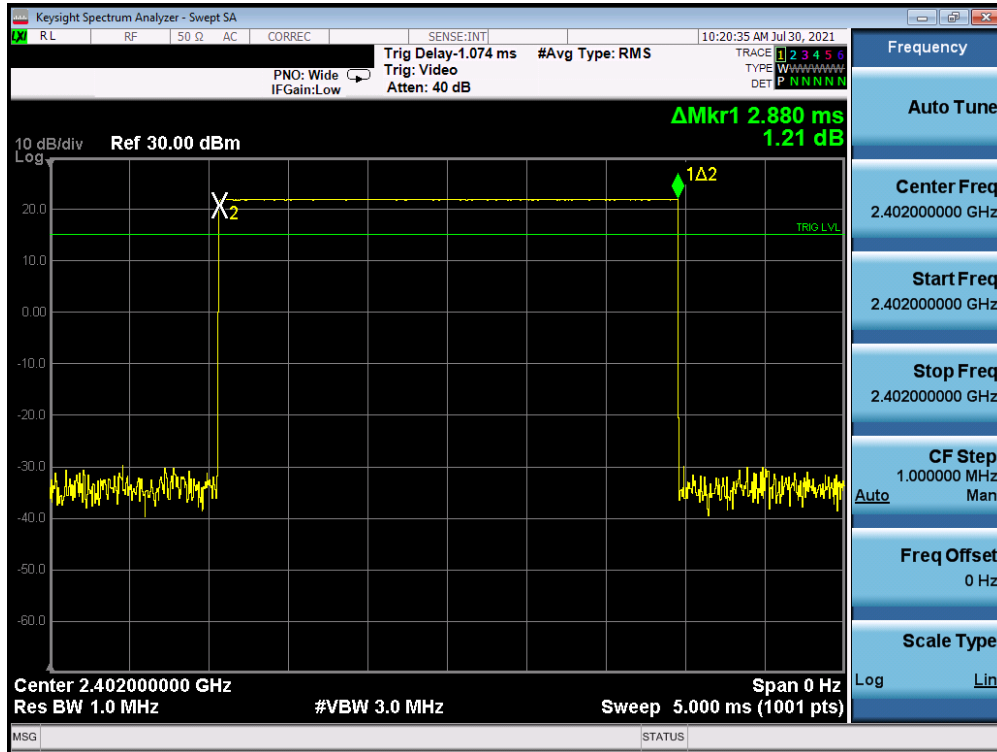 Keysight Spectrum Analyzer - Swept SA
LXI RL RF 50 Ω AC CORREC SENSE:INT 10:20:35 AM Jul 30, 2021
Trig Delay-1.074 ms #Avg Type: RMS TRACE 1 2 3 4 5 6
PNO: Wide Trig: Video TYPE WWWWWW
IFGain:Low Atten: 40 dB DET P N N N N N
ΔMkr1 2.880 ms
1.21 dB
10 dB/div Ref 30.00 dBm
Log
1Δ2
2
20.0
TRIG LVL
10.0
0.00
-10.0
-20.0
-30.0
-40.0
-50.0
-60.0
Center 2.402000000 GHz Span 0 Hz
Res BW 1.0 MHz #VBW 3.0 MHz Sweep 5.000 ms (1001 pts)
MSG STATUS
Frequency
Auto Tune
Center Freq
2.402000000 GHz
Start Freq
2.402000000 GHz
Stop Freq
2.402000000 GHz
CF Step
1.000000 MHz
Auto Man
Freq Offset
0 Hz
Scale Type
Log Lin